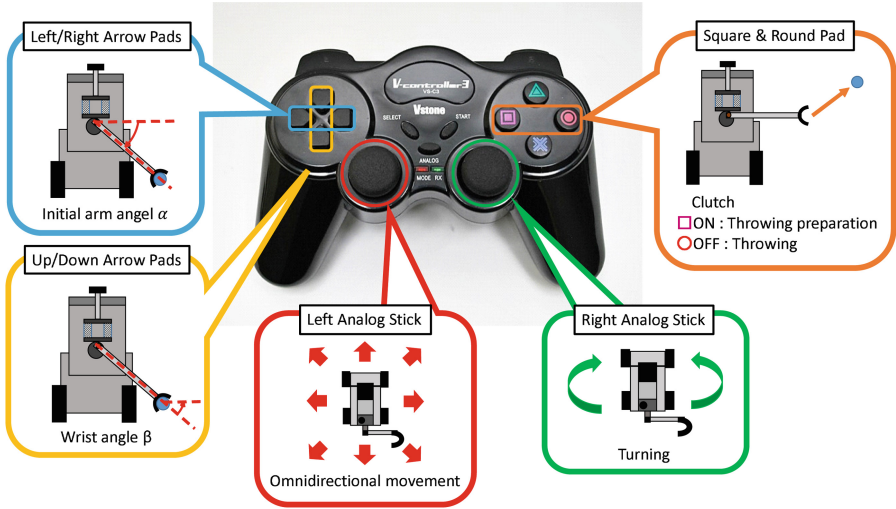 Left/Right Arrow Pads
Initial arm angel α
Up/Down Arrow Pads
Wrist angle β
V-controller3
VS-C3
Vstone
SELECT
START
ANALOG
MODE RX
Left Analog Stick
Omnidirectional movement
Right Analog Stick
Turning
Square & Round Pad
Clutch
ON : Throwing preparation
OFF : Throwing